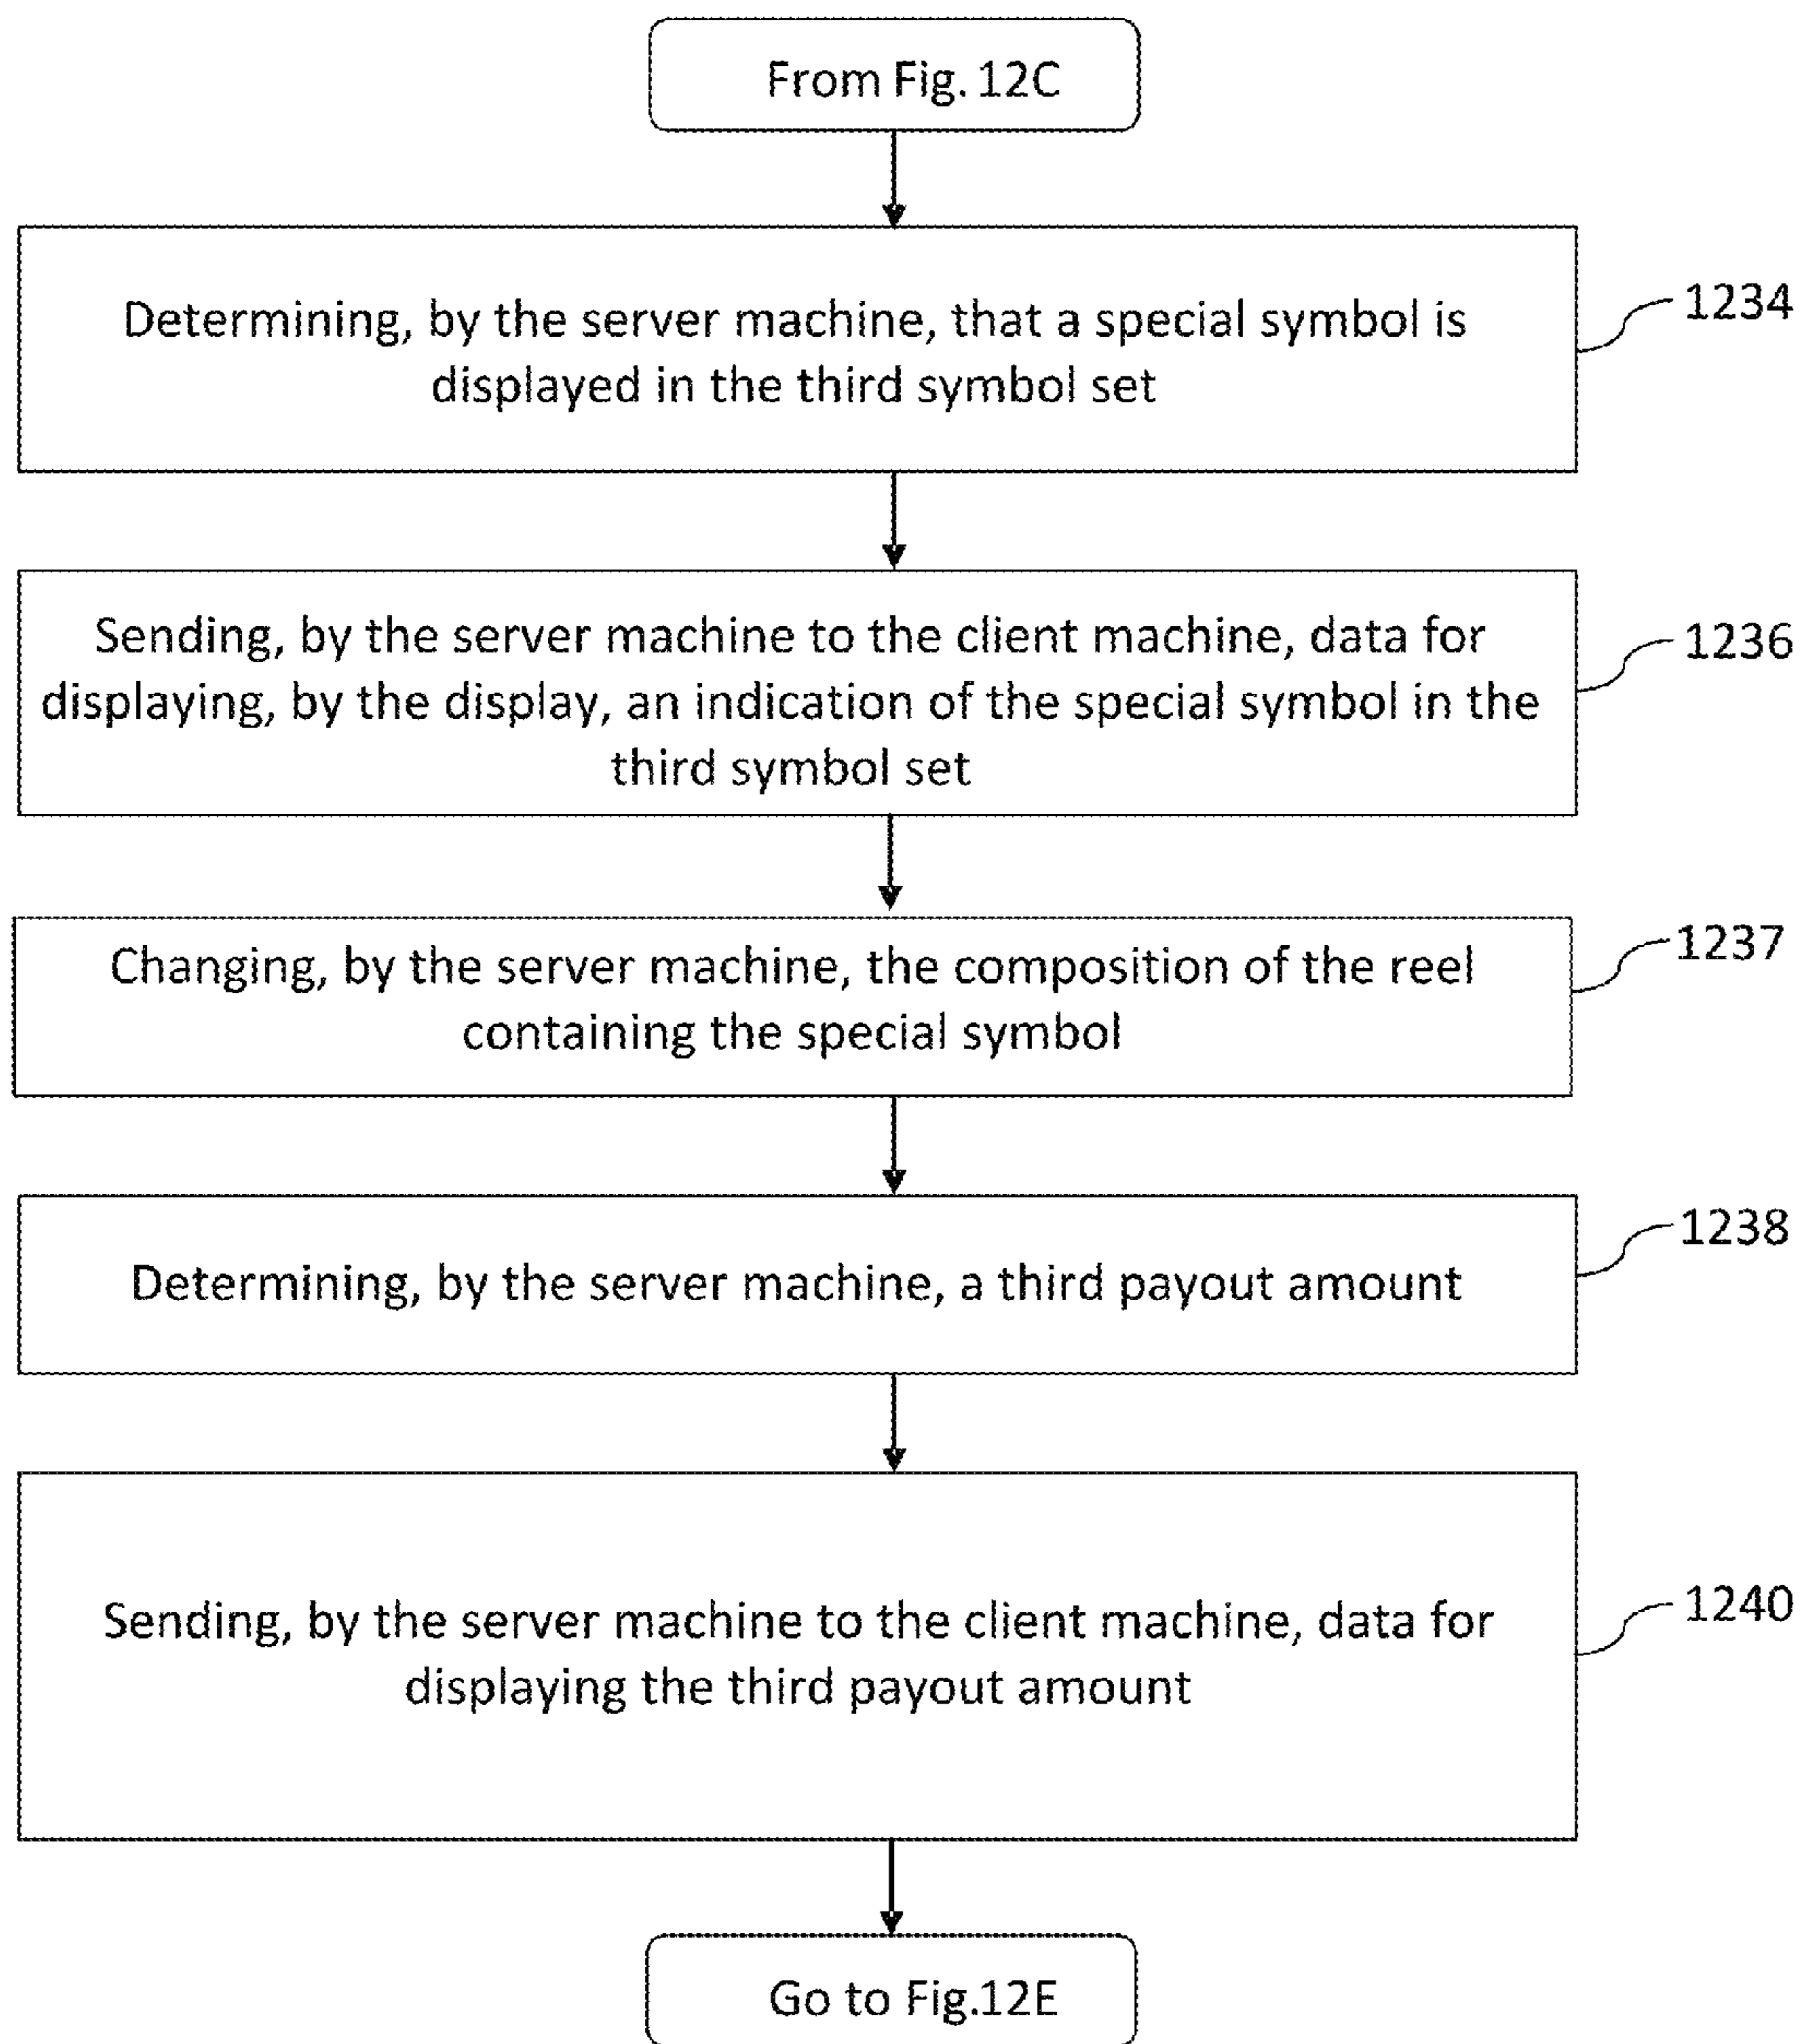 From Fig. 12C
Determining, by the server machine, that a special symbol is
displayed in the third symbol set
1234
Sending, by the server machine to the client machine, data for
displaying, by the display, an indication of the special symbol in the
third symbol set
1236
Changing, by the server machine, the composition of the reel
containing the special symbol
1237
Determining, by the server machine, a third payout amount
1238
Sending, by the server machine to the client machine, data for
displaying the third payout amount
1240
Go to Fig.12E